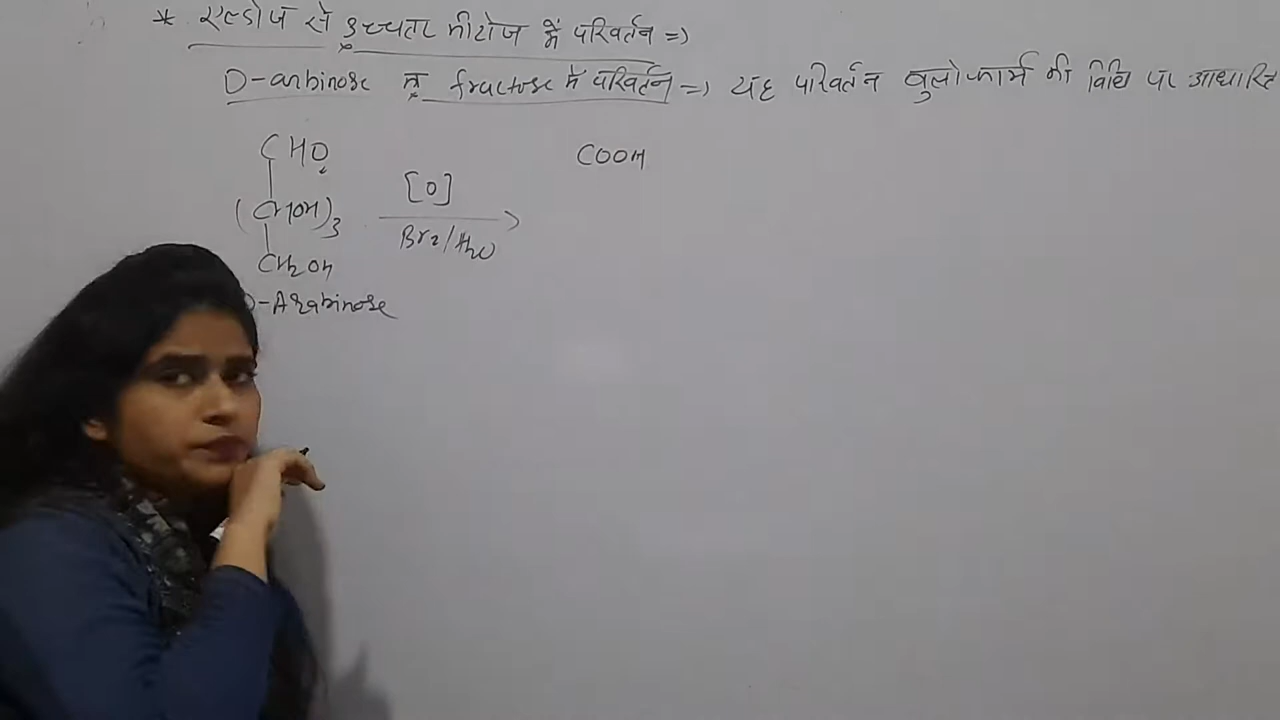 * एल्डोज से उच्चतर कीटोज में परिवर्तन =>
D-arbinose का fructose में परिवर्तन => यह परिवर्तन वुलोफार्म की विधि पर आधारित
CHO
(CHOH)3
CH2OH
D-Arabinose
[O]
Br2/H2O
COOH